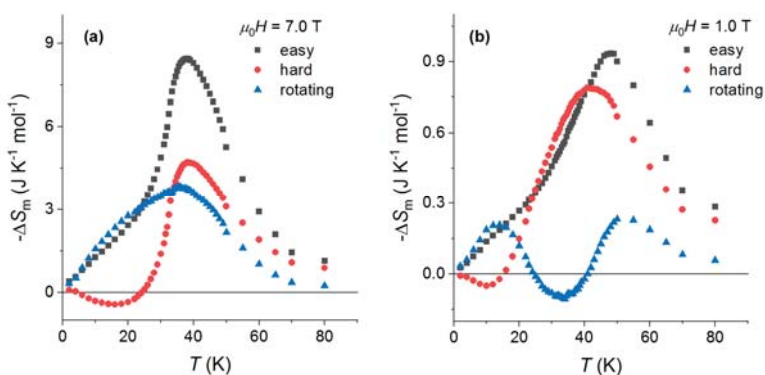 (a)
μ₀H = 7.0 T
easy
hard
rotating
-ΔSₘ (J K⁻¹ mol⁻¹)
9
6
3
0
0 20 40 60 80
T (K)
(b)
μ₀H = 1.0 T
easy
hard
rotating
-ΔSₘ (J K⁻¹ mol⁻¹)
0.9
0.6
0.3
0.0
0 20 40 60 80
T (K)